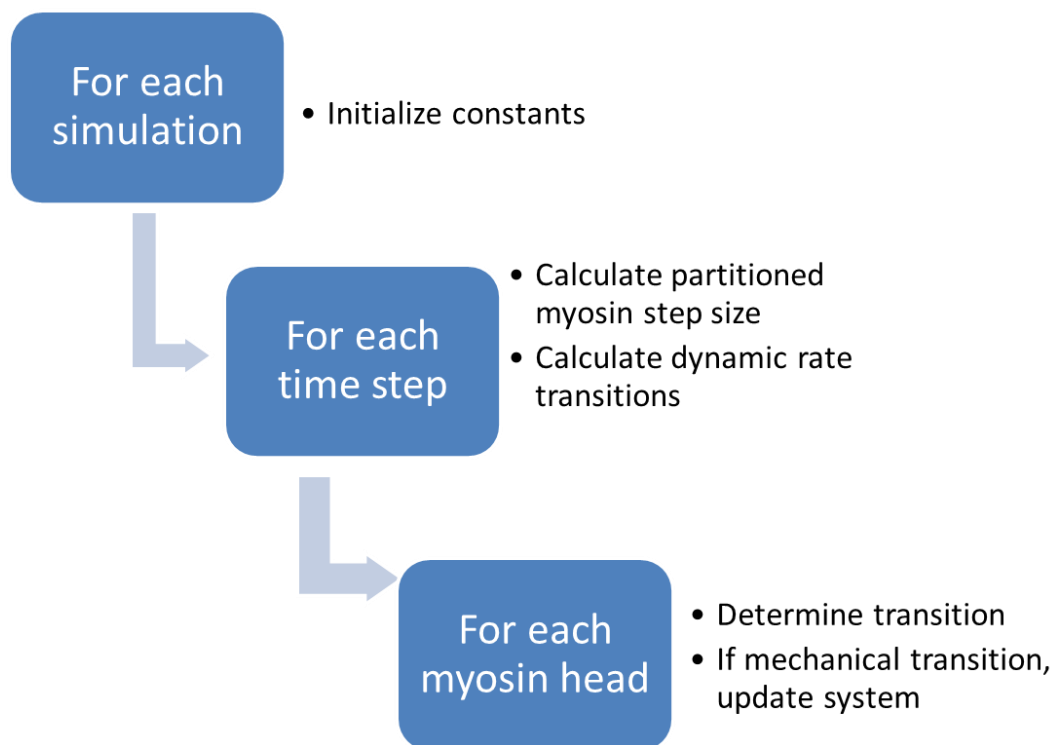 For each
simulation
• Initialize constants
For each
time step
• Calculate partitioned
myosin step size
• Calculate dynamic rate
transitions
For each
myosin head
• Determine transition
• If mechanical transition,
update system